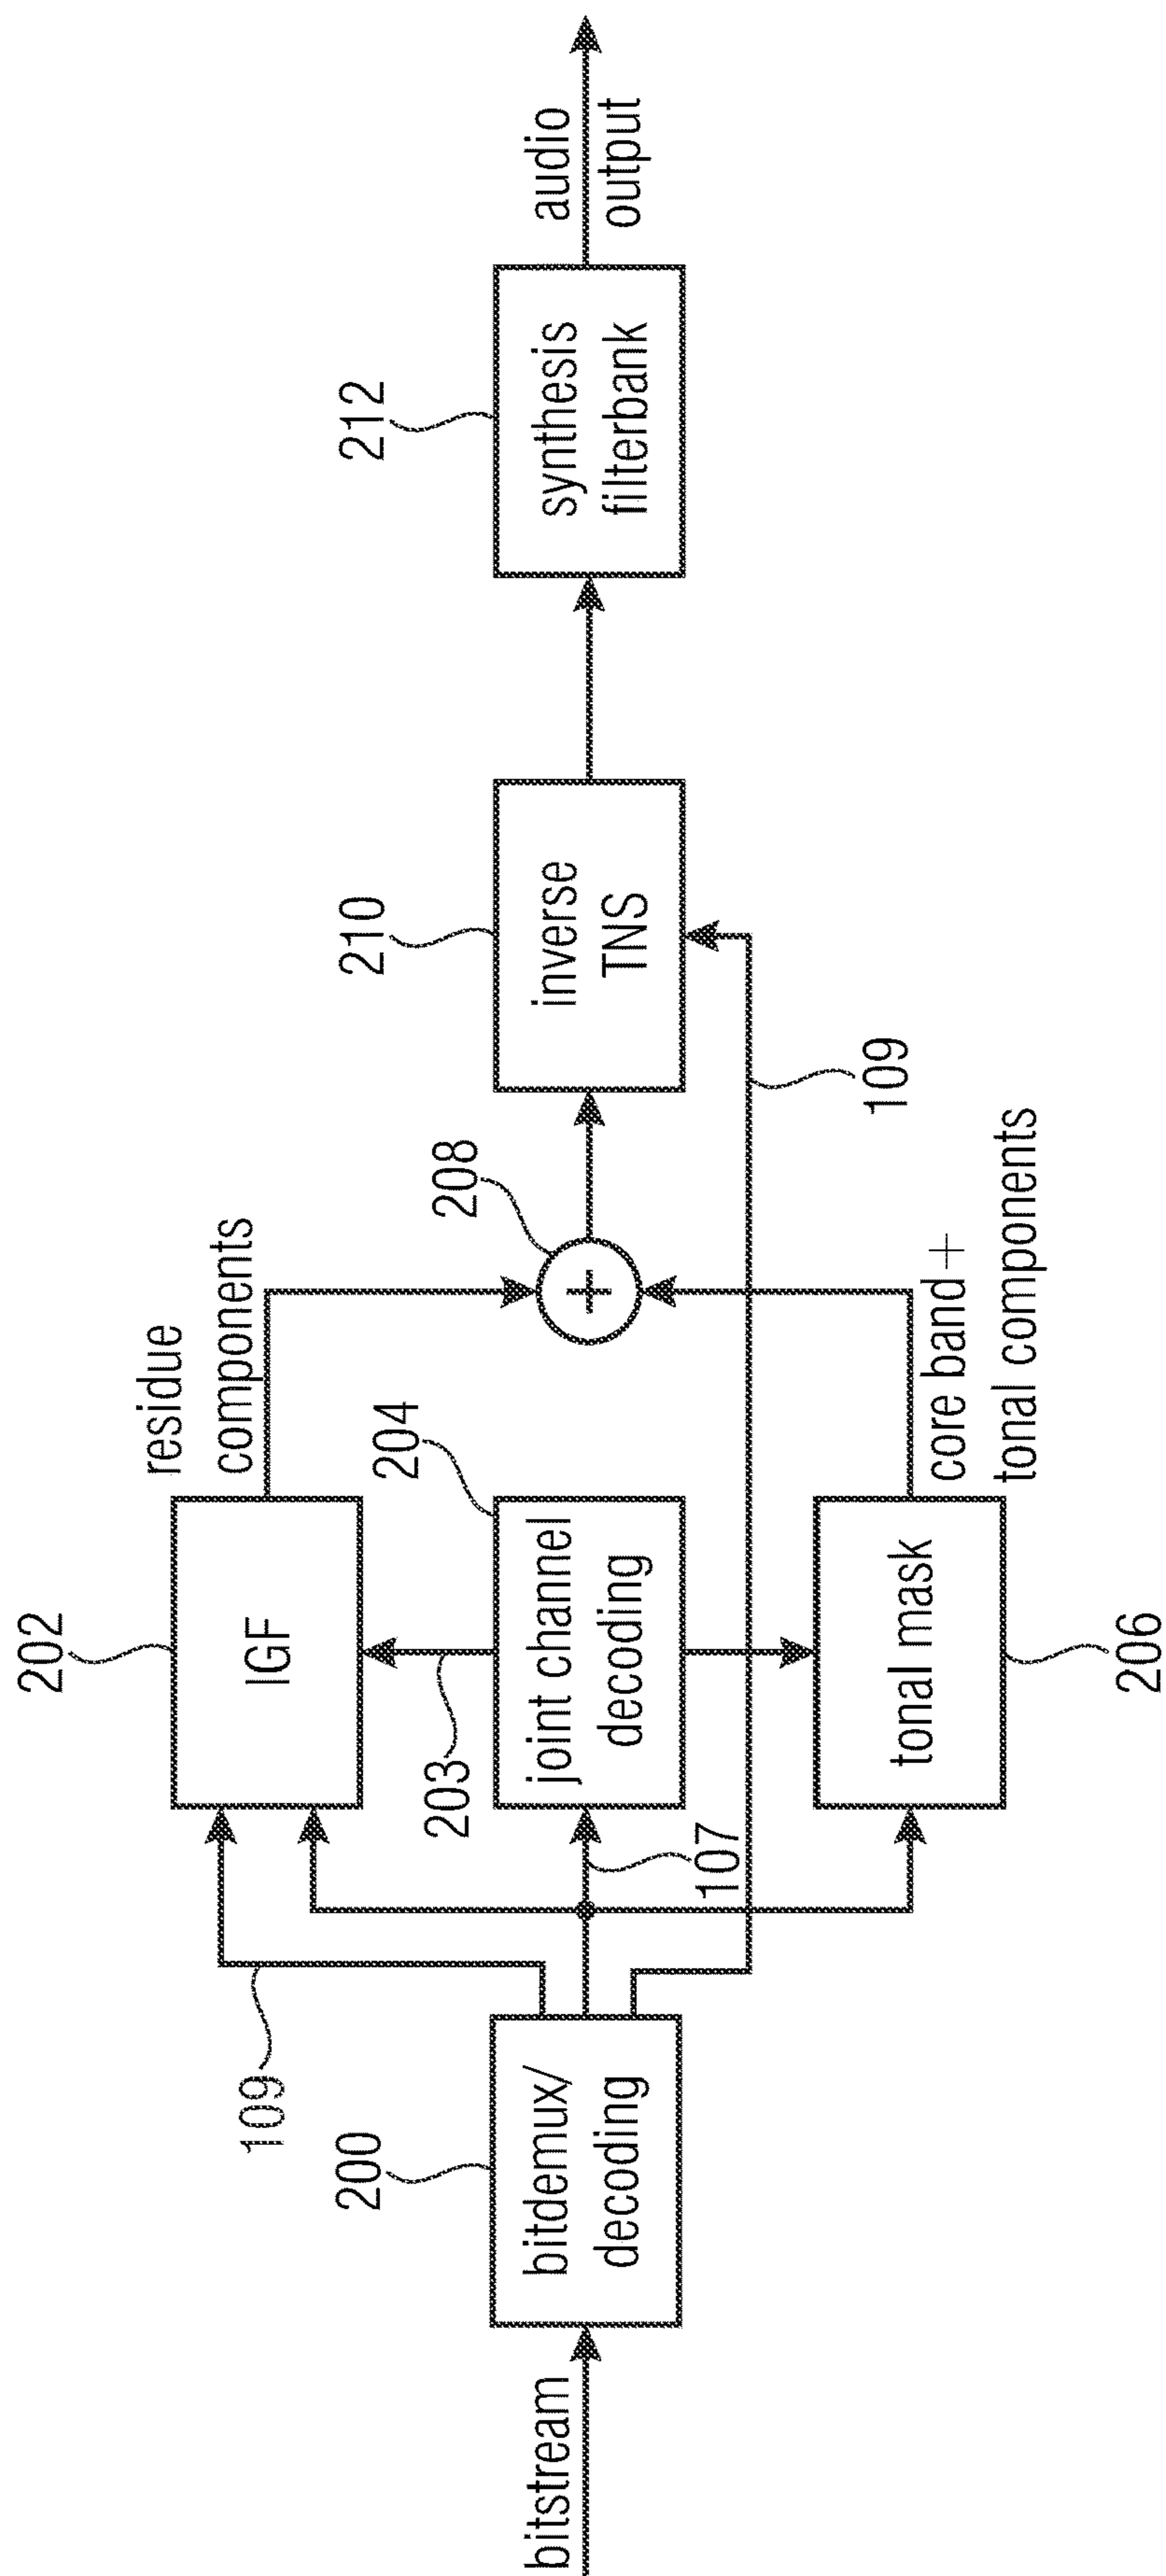 bitstream
200
bitdemux/
decoding
109
202
IGF
203
107
204
joint channel
decoding
tonal mask
206
residue
components
core band+
tonal components
208
109
210
inverse
TNS
212
synthesis
filterbank
audio
output
+